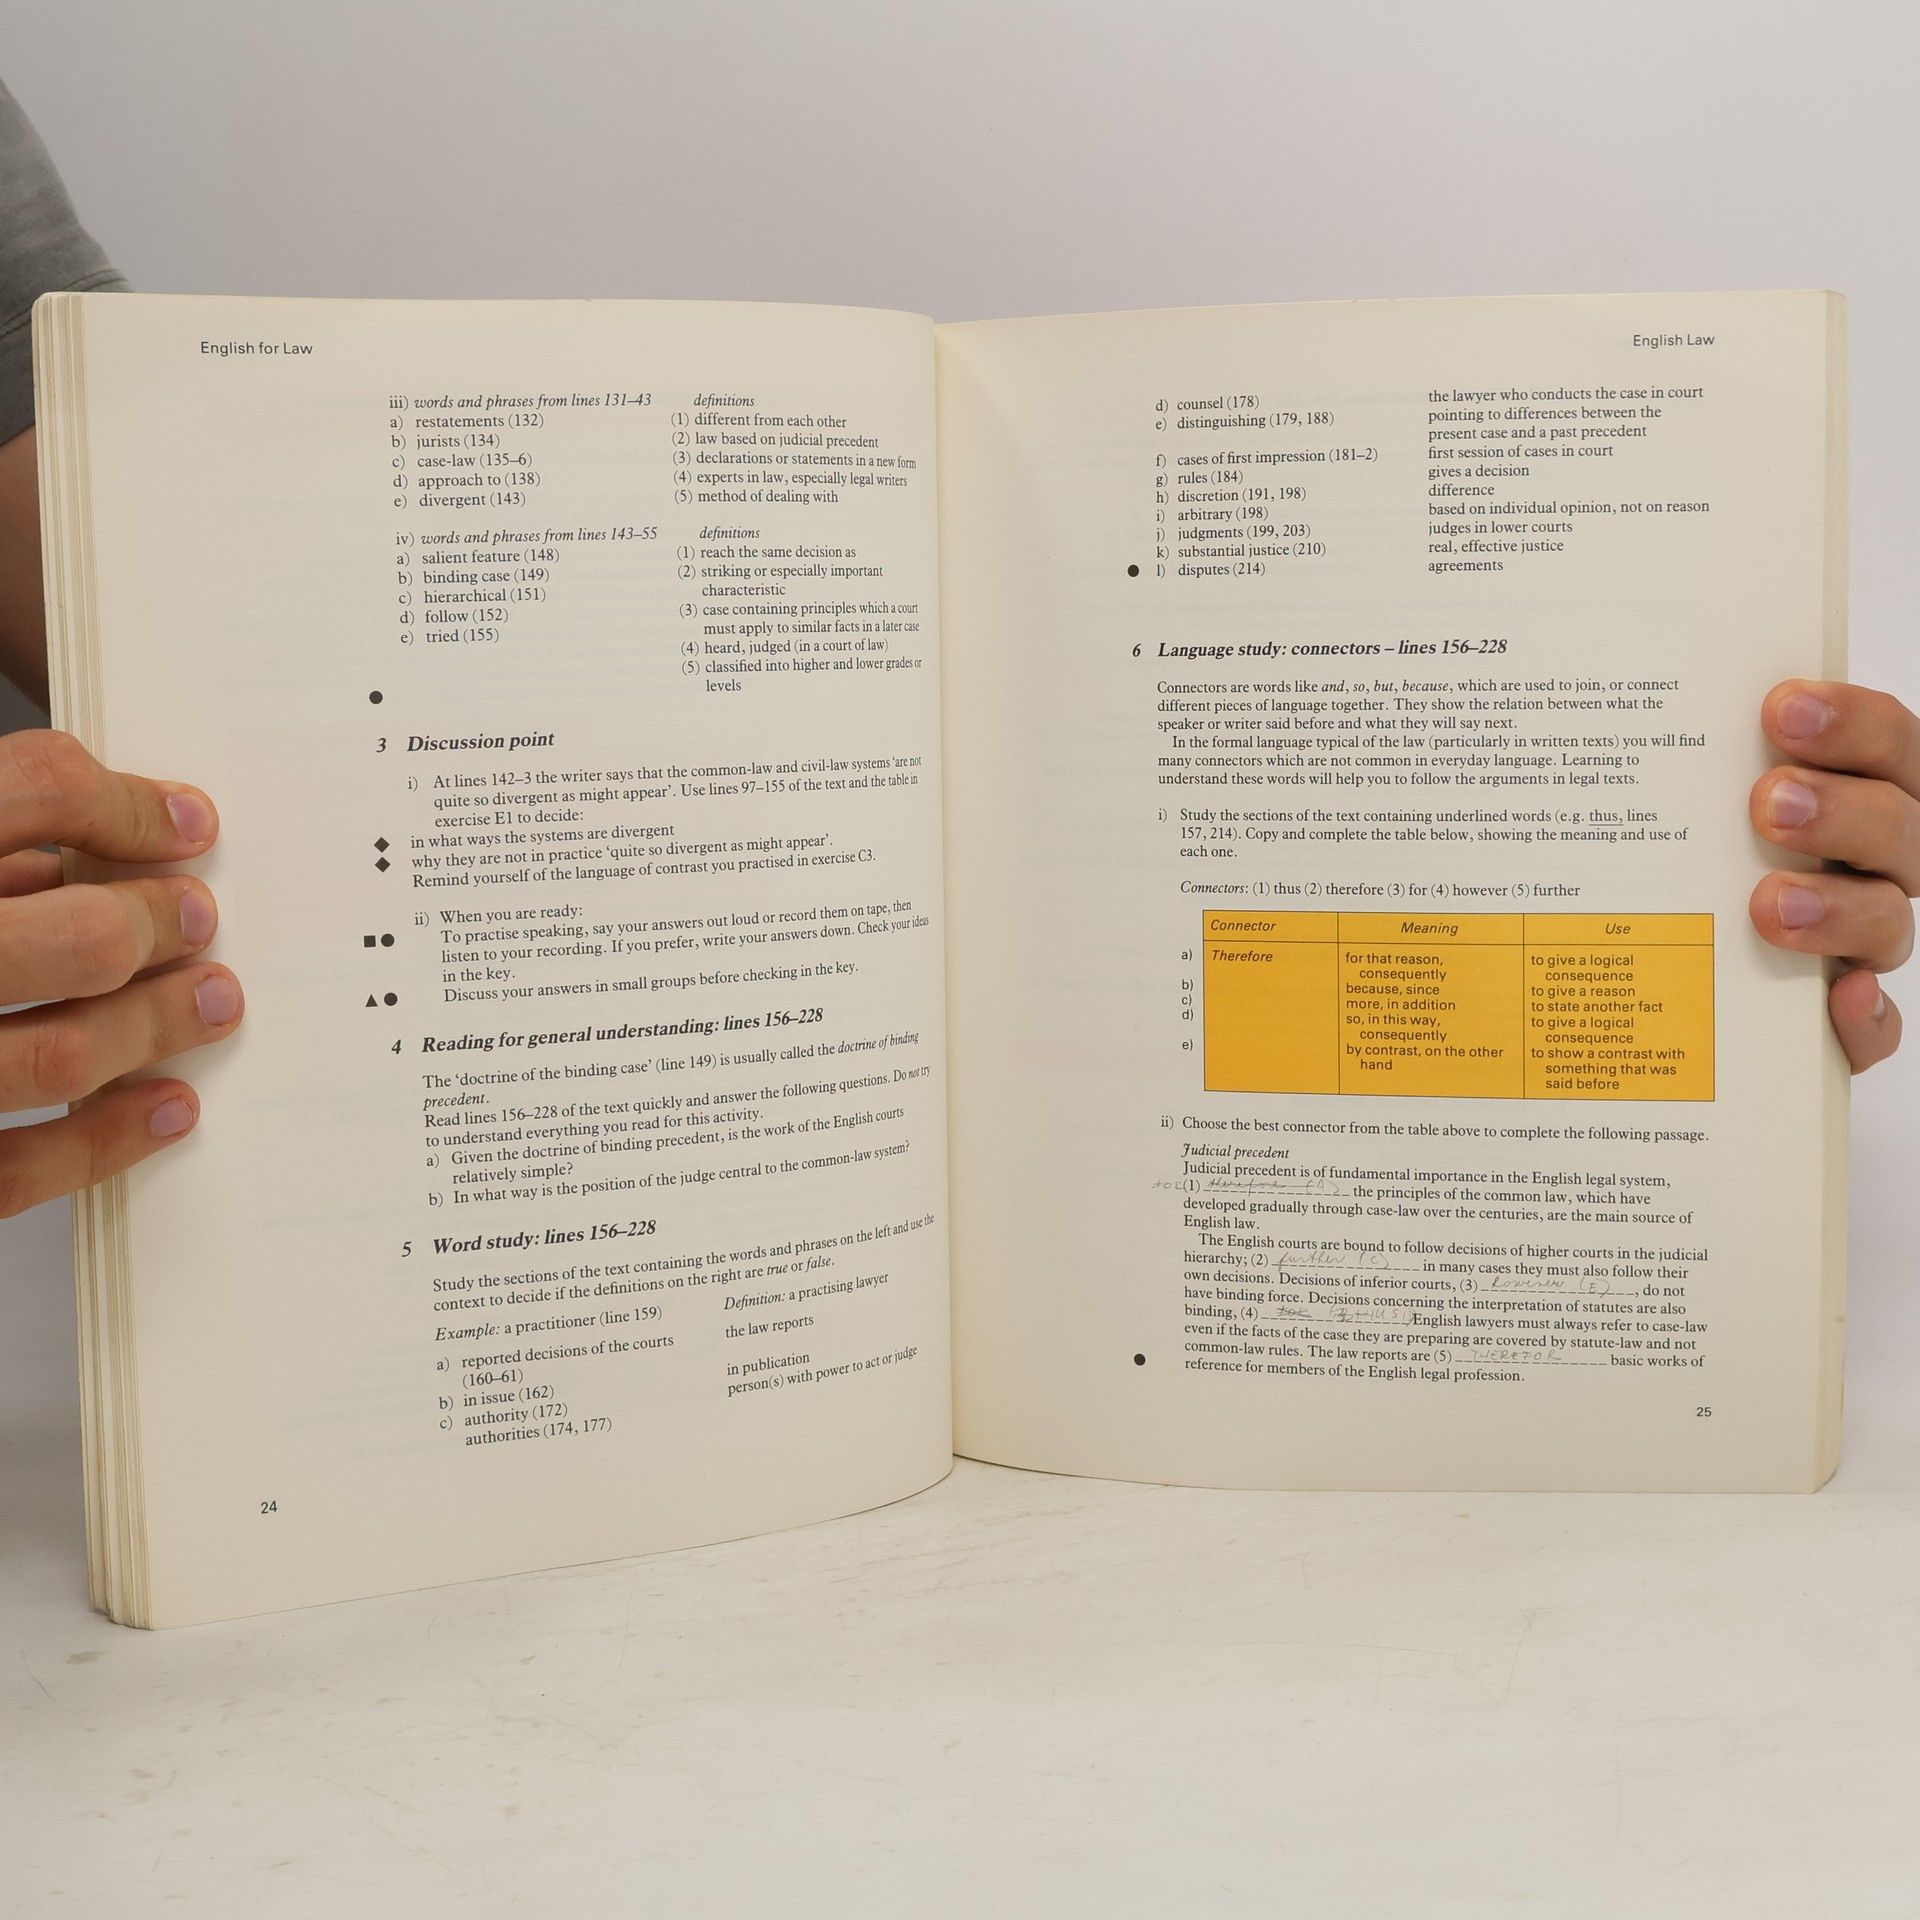 English for Law
iii) words and phrases from lines 131–43 definitions
a) restatements (132) (1) different from each other
b) jurists (134) (2) law based on judicial precedent
c) case-law (135–6) (3) declarations or statements in a new form
d) approach to (138) (4) experts in law, especially legal writers
e) divergent (143) (5) method of dealing with
iv) words and phrases from lines 143–55 definitions
a) salient feature (148) (1) reach the same decision as
b) binding case (149) (2) striking or especially important
characteristic
c) hierarchical (151) (3) case containing principles which a court
d) follow (152) must apply to similar facts in a later case
e) tried (155) (4) heard, judged (in a court of law)
(5) classified into higher and lower grades or
levels
3 Discussion point
i) At lines 142–3 the writer says that the common-law and civil-law systems 'are not
quite so divergent as might appear'. Use lines 97–155 of the text and the table in
exercise E1 to decide:
in what ways the systems are divergent
why they are not in practice 'quite so divergent as might appear'.
Remind yourself of the language of contrast you practised in exercise C3.
ii) When you are ready:
To practise speaking, say your answers out loud or record them on tape, then
listen to your recording. If you prefer, write your answers down. Check your ideas
in the key.
Discuss your answers in small groups before checking in the key.
4 Reading for general understanding: lines 156–228
The 'doctrine of the binding case' (line 149) is usually called the doctrine of binding
precedent.
Read lines 156–228 of the text quickly and answer the following questions. Do not try
to understand everything you read for this activity.
a) Given the doctrine of binding precedent, is the work of the English courts
relatively simple?
b) In what way is the position of the judge central to the common-law system?
5 Word study: lines 156–228
Study the sections of the text containing the words and phrases on the left and use the
context to decide if the definitions on the right are true or false.
Example: a practitioner (line 159) Definition: a practising lawyer
a) reported decisions of the courts the law reports
(160–61)
b) in issue (162) in publication
c) authority (172) person(s) with power to act or judge
authorities (174, 177)
24
English Law
d) counsel (178) the lawyer who conducts the case in court
e) distinguishing (179, 188) pointing to differences between the
present case and a past precedent
f) cases of first impression (181–2) first session of cases in court
g) rules (184) gives a decision
h) discretion (191, 198) difference
i) arbitrary (198) based on individual opinion, not on reason
j) judgments (199, 203) judges in lower courts
k) substantial justice (210) real, effective justice
l) disputes (214) agreements
6 Language study: connectors – lines 156–228
Connectors are words like and, so, but, because, which are used to join, or connect
different pieces of language together. They show the relation between what the
speaker or writer said before and what they will say next.
In the formal language typical of the law (particularly in written texts) you will find
many connectors which are not common in everyday language. Learning to
understand these words will help you to follow the arguments in legal texts.
i) Study the sections of the text containing underlined words (e.g. thus, lines
157, 214). Copy and complete the table below, showing the meaning and use of
each one.
Connectors: (1) thus (2) therefore (3) for (4) however (5) further
Connector Meaning Use
a) Therefore for that reason, to give a logical
consequently consequence
b) because, since to give a reason
c) more, in addition to state another fact
d) so, in this way, to give a logical
consequently consequence
e) by contrast, on the other to show a contrast with
hand something that was
said before
ii) Choose the best connector from the table above to complete the following passage.
Judicial precedent
Judicial precedent is of fundamental importance in the English legal system,
(1) therefore (A) the principles of the common law, which have
developed gradually through case-law over the centuries, are the main source of
English law.
The English courts are bound to follow decisions of higher courts in the judicial
hierarchy; (2) further (C) in many cases they must also follow their
own decisions. Decisions of inferior courts, (3) (E), do not
have binding force. Decisions concerning the interpretation of statutes are also
binding, (4) THUS English lawyers must always refer to case-law
even if the facts of the case they are preparing are covered by statute-law and not
common-law rules. The law reports are (5) THEREFOR basic works of
reference for members of the English legal profession.
25